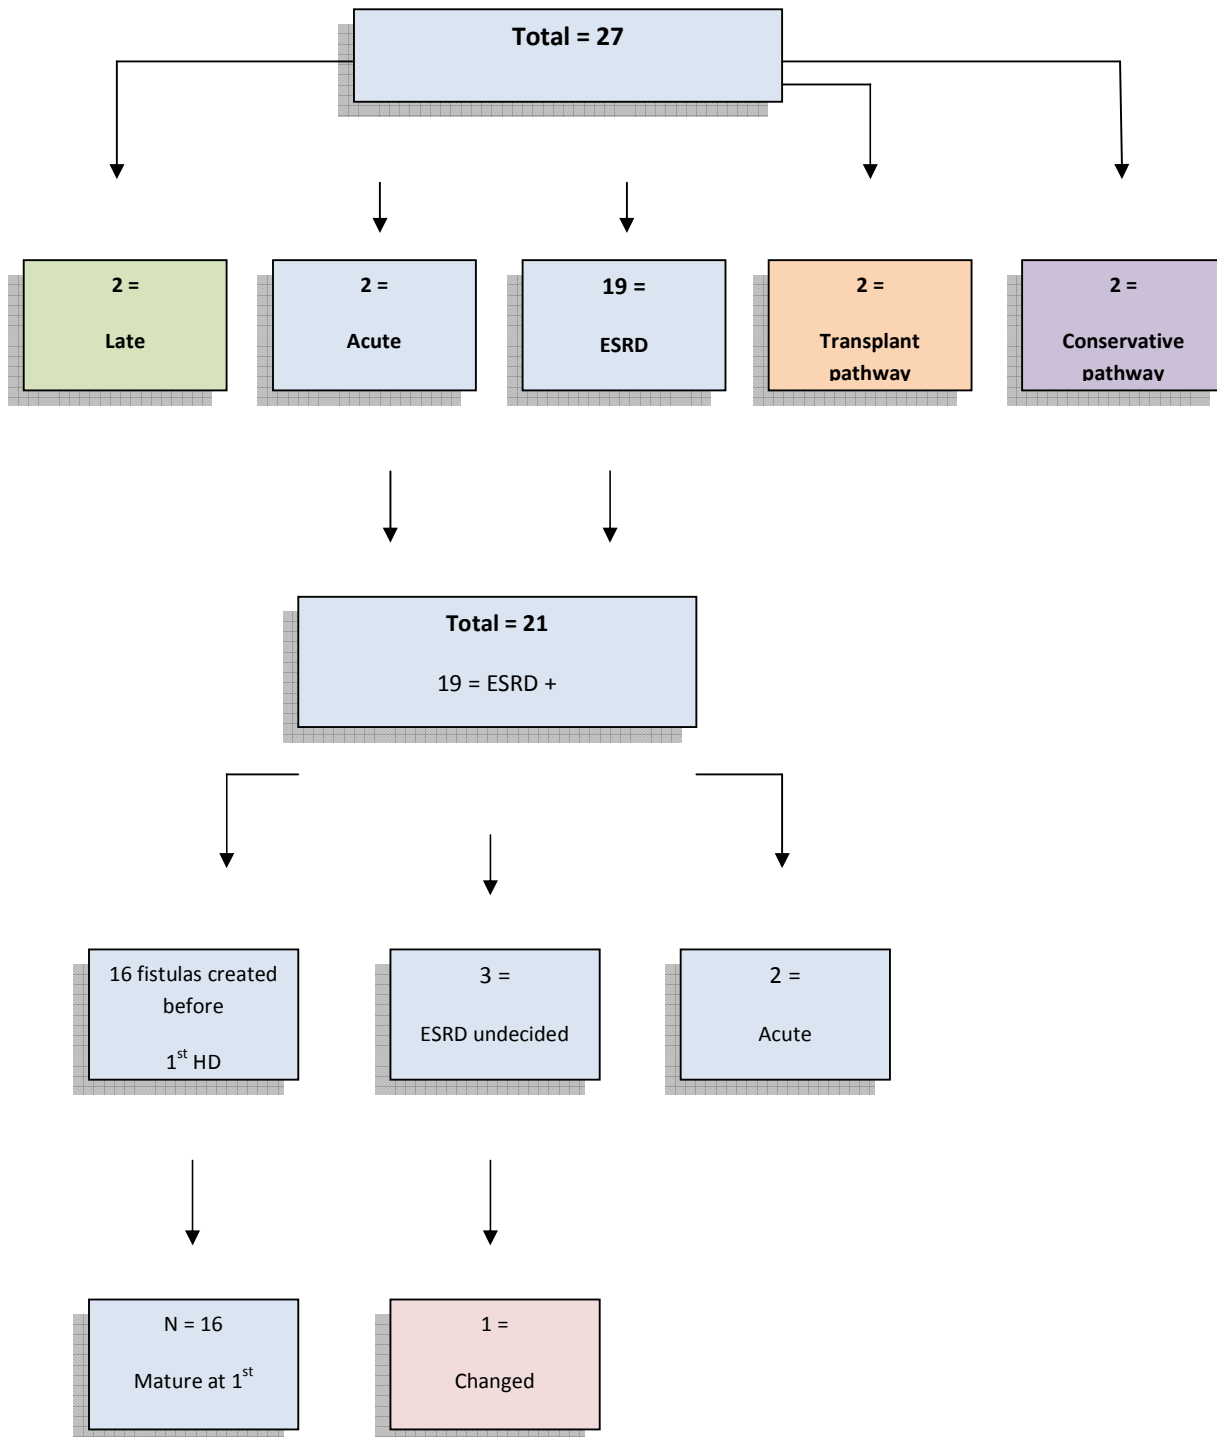 Total = 27
2 =
Late
2 =
Acute
19 =
ESRD
2 =
Transplant
pathway
2 =
Conservative
pathway
Total = 21
19 = ESRD +
16 fistulas created
before
1st HD
3 =
ESRD undecided
2 =
Acute
N = 16
Mature at 1st
1 =
Changed